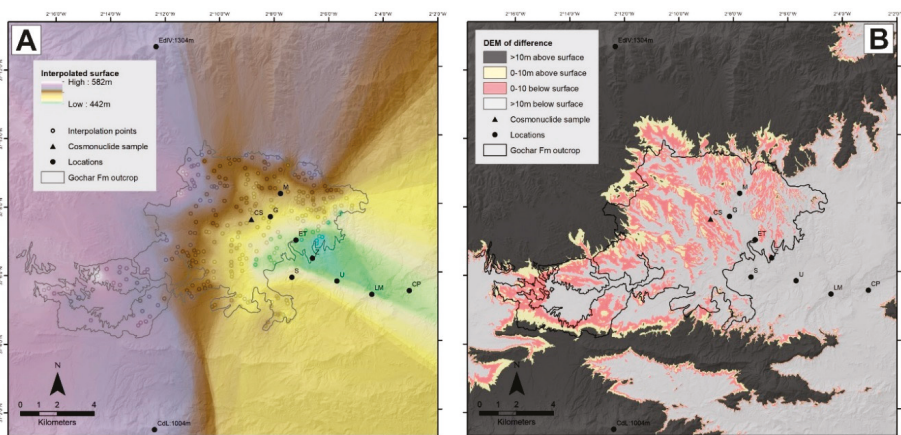 2°16'0"W 2°14'0"W 2°12'0"W 2°10'0"W 2°8'0"W 2°6'0"W 2°4'0"W 2°2'0"W
A
EdlV:1304m
Interpolated surface
High : 582m
Low : 442m
Interpolation points
Cosmonuclide sample
Locations
Gochar Fm outcrop
M
G
CS
ET
S
U
LM
CP
N
0 1 2 4
Kilometers
CdL:1004m
2°16'0"W 2°14'0"W 2°12'0"W 2°10'0"W 2°8'0"W 2°6'0"W 2°4'0"W 2°2'0"W
B
EdlV:1304m
DEM of difference
>10m above surface
0-10m above surface
0-10 below surface
>10m below surface
Cosmonuclide sample
Locations
Gochar Fm outcrop
M
G
CS
ET
S
U
LM
CP
N
0 1 2 4
Kilometers
CdL:1004m